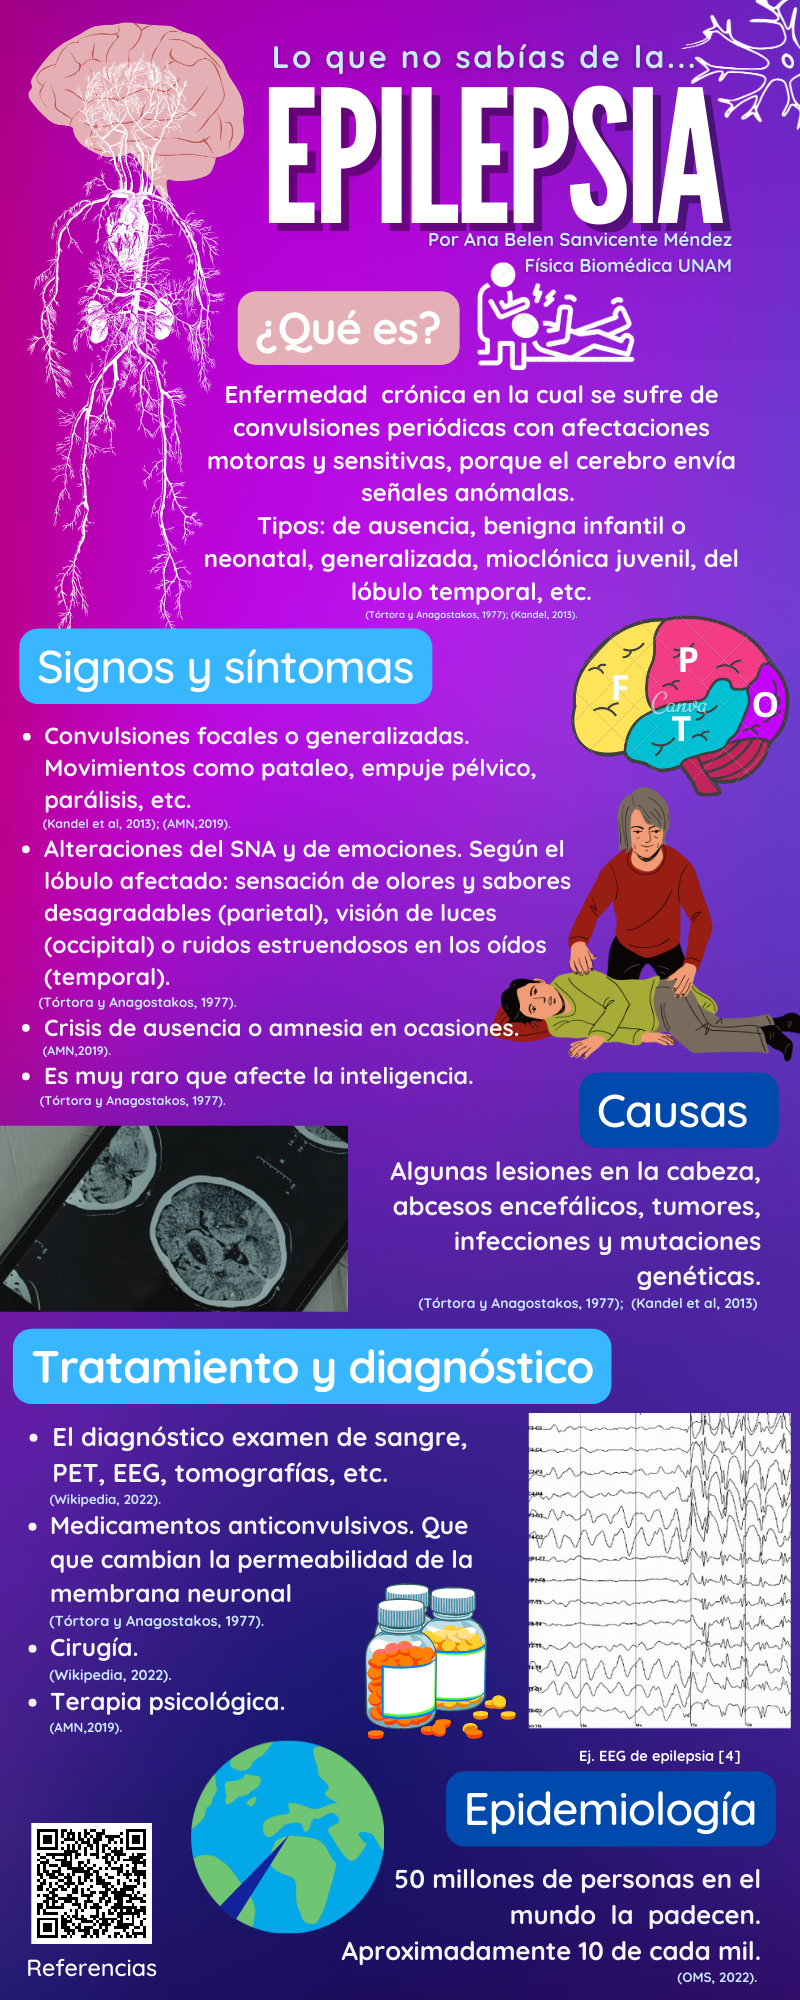 Lo que no sabías de la...
EPILEPSIA
Por Ana Belen Sanvicente Méndez
Física Biomédica UNAM
¿Qué es?
Enfermedad crónica en la cual se sufre de
convulsiones periódicas con afectaciones
motoras y sensitivas, porque el cerebro envía
señales anómalas.
Tipos: de ausencia, benigna infantil o
neonatal, generalizada, mioclónica juvenil, del
lóbulo temporal, etc.
(Tórtora y Anagostakos, 1977); (Kandel, 2013).
Signos y síntomas
F
P
T
O
Canva
• Convulsiones focales o generalizadas.
Movimientos como pataleo, empuje pélvico,
parálisis, etc.
(Kandel et al, 2013); (AMN,2019).
• Alteraciones del SNA y de emociones. Según el
lóbulo afectado: sensación de olores y sabores
desagradables (parietal), visión de luces
(occipital) o ruidos estruendosos en los oídos
(temporal).
(Tórtora y Anagostakos, 1977).
• Crisis de ausencia o amnesia en ocasiones.
(AMN,2019).
• Es muy raro que afecte la inteligencia.
(Tórtora y Anagostakos, 1977).
Causas
Algunas lesiones en la cabeza,
abcesos encefálicos, tumores,
infecciones y mutaciones
genéticas.
(Tórtora y Anagostakos, 1977); (Kandel et al, 2013)
Tratamiento y diagnóstico
• El diagnóstico examen de sangre,
PET, EEG, tomografías, etc.
(Wikipedia, 2022).
• Medicamentos anticonvulsivos. Que
que cambian la permeabilidad de la
membrana neuronal
(Tórtora y Anagostakos, 1977).
• Cirugía.
(Wikipedia, 2022).
• Terapia psicológica.
(AMN,2019).
Ej. EEG de epilepsia [4]
Epidemiología
50 millones de personas en el
mundo la padecen.
Aproximadamente 10 de cada mil.
(OMS, 2022).
Referencias